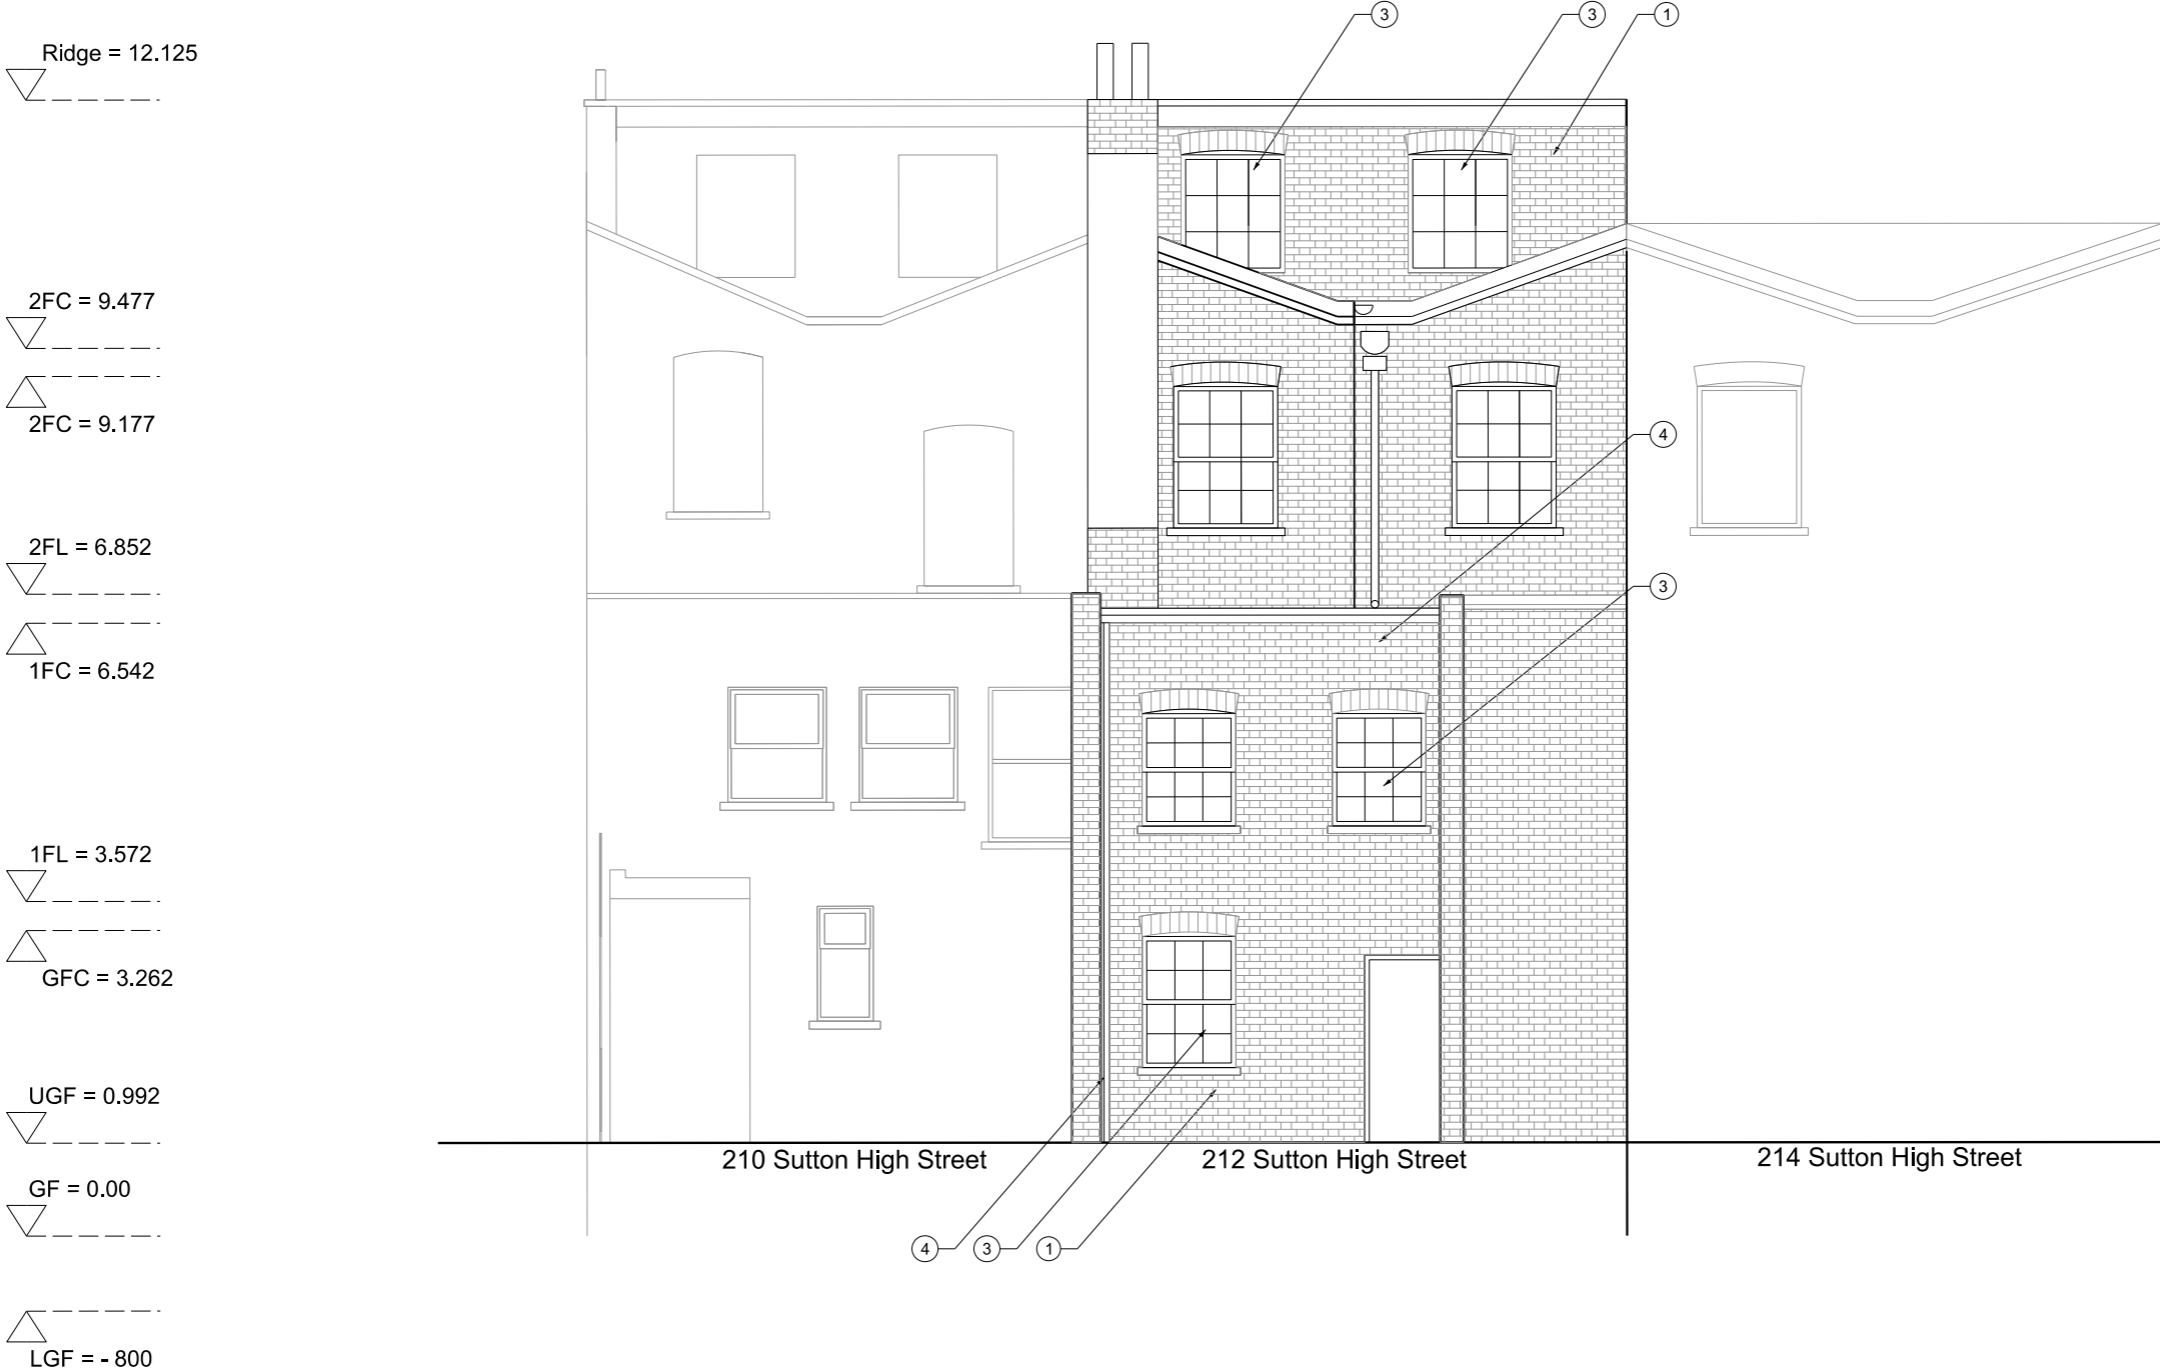 3
3
1
Ridge = 12.125
2FC = 9.477
2FC = 9.177
4
2FL = 6.852
3
1FC = 6.542
1FL = 3.572
GFC = 3.262
UGF = 0.992
210 Sutton High Street
212 Sutton High Street
214 Sutton High Street
GF = 0.00
4
3
1
LGF = - 800